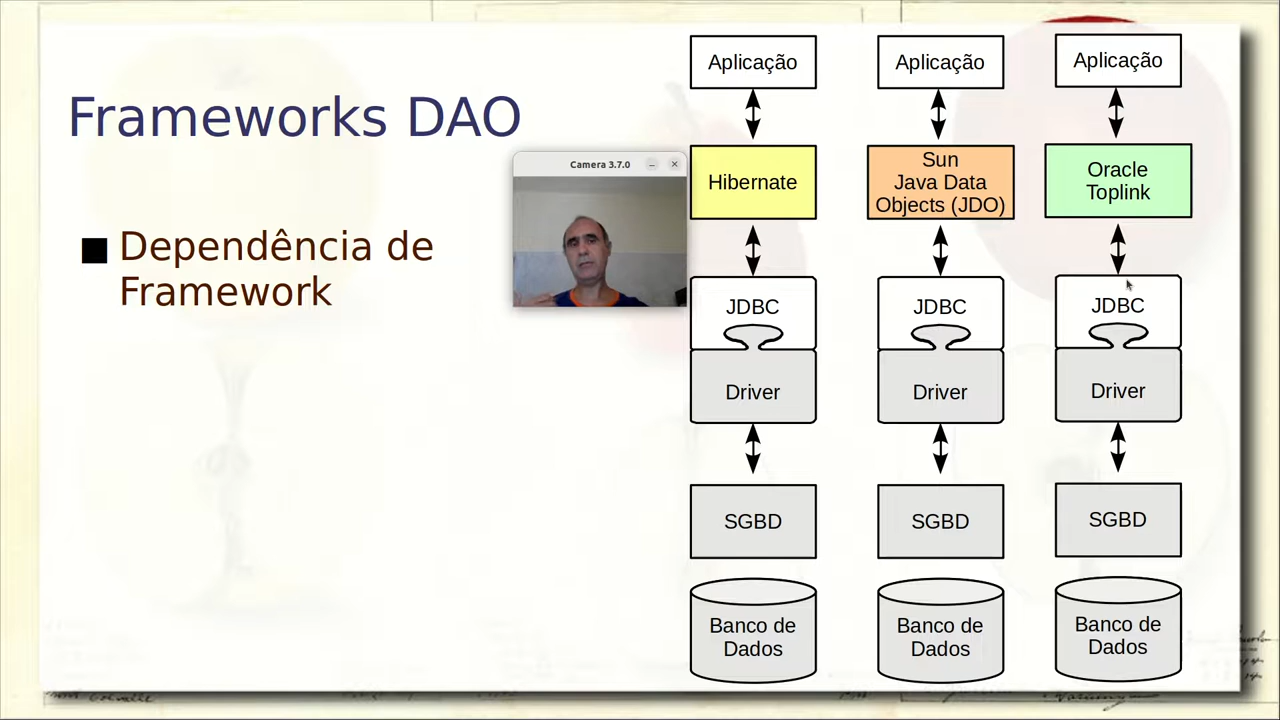 Frameworks DAO
Dependência de
Framework
Camera 3.7.0
Aplicação
Hibernate
JDBC
Driver
SGBD
Banco de
Dados
Aplicação
Sun
Java Data
Objects (JDO)
JDBC
Driver
SGBD
Banco de
Dados
Aplicação
Oracle
Toplink
JDBC
Driver
SGBD
Banco de
Dados